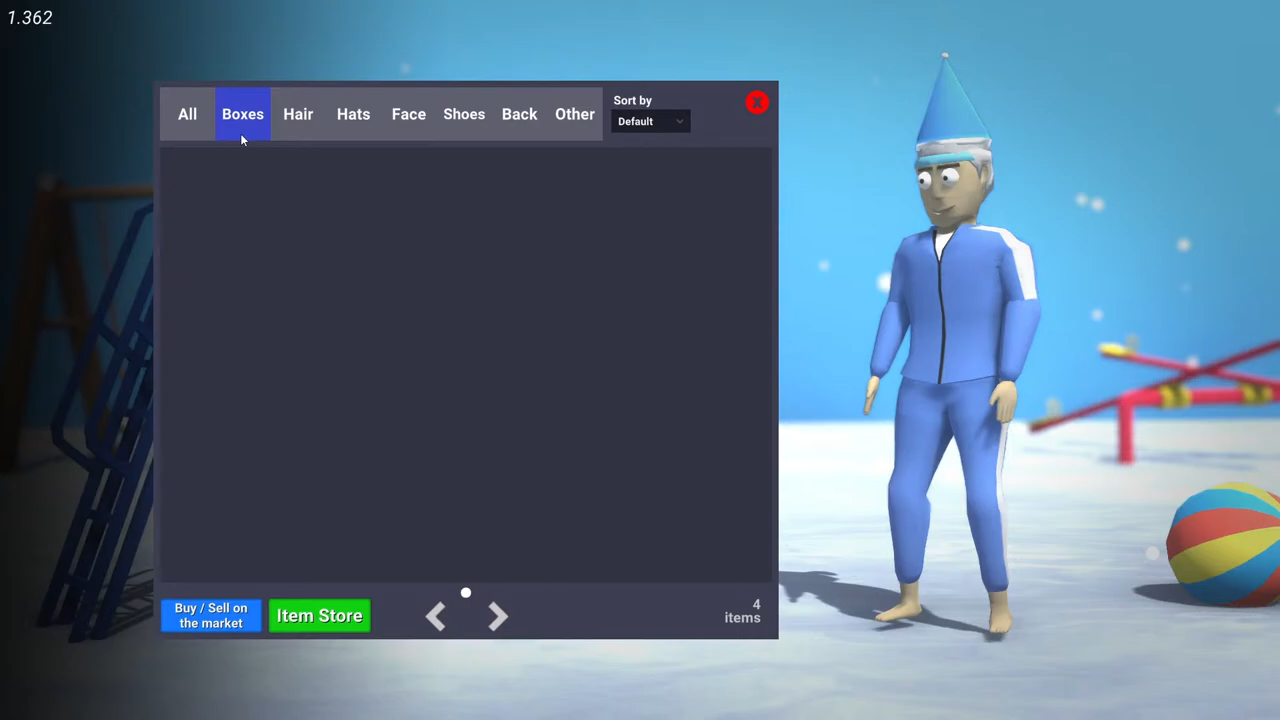 1.362
All
Boxes
Hair
Hats
Face
Shoes
Back
Other
Sort by
Default
X
Buy / Sell on
the market
Item Store
4
items